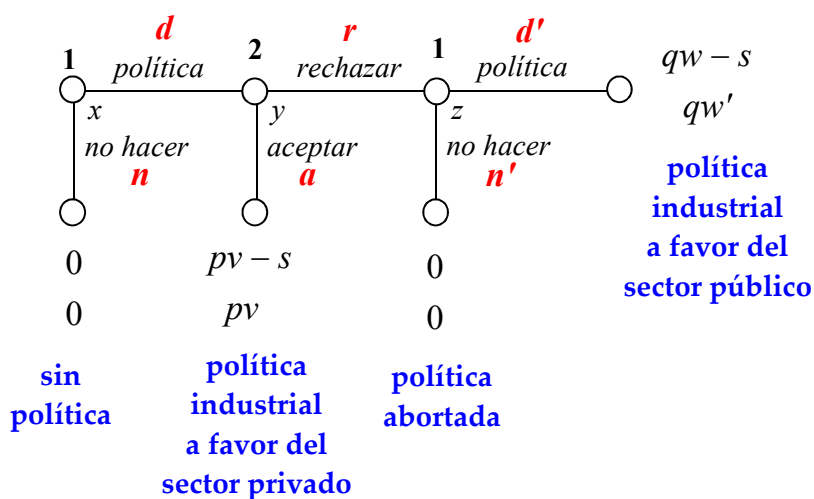 d r d'
1 política 2 rechazar 1 política qw − s
x y z qw'
no hacer aceptar no hacer política
n a n' industrial
a favor del
sector público
0 pv − s 0
0 pv 0
sin política política
política industrial abortada
a favor del
sector privado